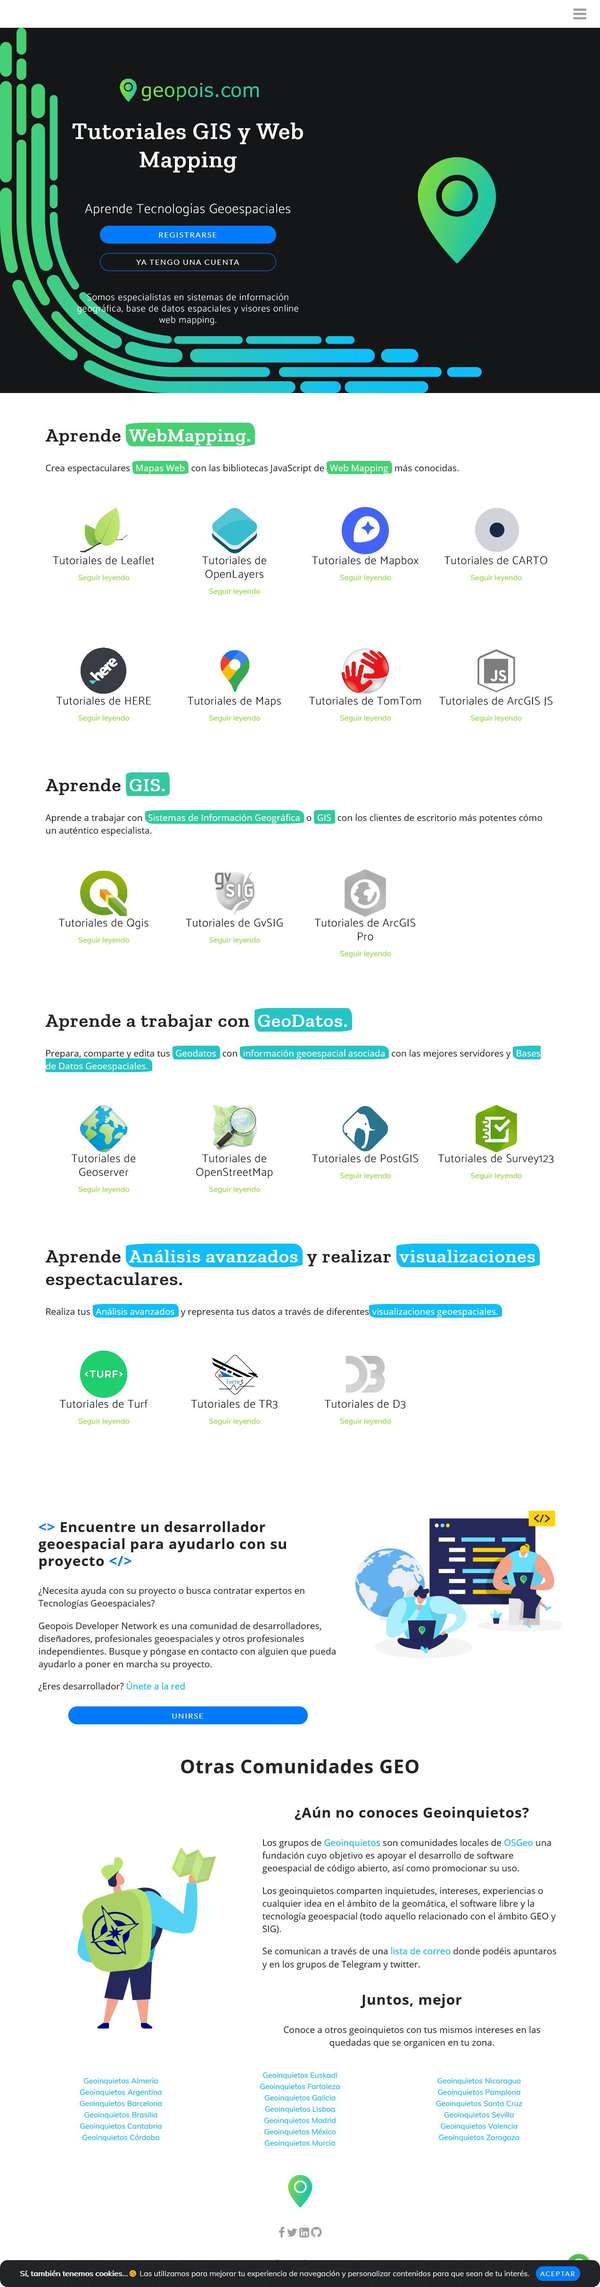 geopois.com
Tutoriales GIS y Web
Mapping
Aprende Tecnologías Geoespaciales
REGISTRARSE
YA TENGO UNA CUENTA
Somos especialistas en sistemas de información
geográfica, base de datos espaciales y visores online
web mapping.
Aprende WebMapping.
Crea espectaculares Mapas Web con las bibliotecas JavaScript de Web Mapping más conocidas.
Tutoriales de Leaflet
Seguir leyendo
Tutoriales de
OpenLayers
Seguir leyendo
Tutoriales de Mapbox
Seguir leyendo
Tutoriales de CARTO
Seguir leyendo
here
Tutoriales de HERE
Seguir leyendo
Tutoriales de Maps
Seguir leyendo
Tutoriales de TomTom
Seguir leyendo
JS
Tutoriales de ArcGIS JS
Seguir leyendo
Aprende GIS.
Aprende a trabajar con Sistemas de Información Geográfica o GIS con los clientes de escritorio más potentes cómo
un auténtico especialista.
Tutoriales de Qgis
Seguir leyendo
gvSIG
Tutoriales de GvSIG
Seguir leyendo
Tutoriales de ArcGIS
Pro
Seguir leyendo
Aprende a trabajar con GeoDatos.
Prepara, comparte y edita tus Geodatos con información geoespacial asociada con las mejores servidores y Bases
de Datos Geoespaciales.
Tutoriales de
Geoserver
Seguir leyendo
Tutoriales de
OpenStreetMap
Seguir leyendo
Tutoriales de PostGIS
Seguir leyendo
Tutoriales de Survey123
Seguir leyendo
Aprende Análisis avanzados y realizar visualizaciones
espectaculares.
Realiza tus Análisis avanzados y representa tus datos a través de diferentes visualizaciones geoespaciales.
<TURF>
Tutoriales de Turf
Seguir leyendo
Tutoriales de TR3
Seguir leyendo
D3
Tutoriales de D3
Seguir leyendo
</>
<> Encuentre un desarrollador
geoespacial para ayudarlo con su
proyecto </>
¿Necesita ayuda con su proyecto o busca contratar expertos en
Tecnologías Geoespaciales?
Geopois Developer Network es una comunidad de desarrolladores,
diseñadores, profesionales geoespaciales y otros profesionales
independientes. Busque y póngase en contacto con alguien que pueda
ayudarlo a poner en marcha su proyecto.
¿Eres desarrollador? Únete a la red
UNIRSE
Otras Comunidades GEO
¿Aún no conoces Geoinquietos?
Los grupos de Geoinquietos son comunidades locales de OSGeo una
fundación cuyo objetivo es apoyar el desarrollo de software
geoespacial de código abierto, así como promocionar su uso.
Los geoinquietos comparten inquietudes, intereses, experiencias o
cualquier idea en el ámbito de la geomática, el software libre y la
tecnología geoespacial (todo aquello relacionado con el ámbito GEO y
SIG).
Se comunican a través de una lista de correo donde podéis apuntaros
y en los grupos de Telegram y twitter.
Juntos, mejor
Conoce a otros geoinquietos con tus mismos intereses en las
quedadas que se organicen en tu zona.
Geoinquietos Almería
Geoinquietos Argentina
Geoinquietos Barcelona
Geoinquietos Brasilia
Geoinquietos Cantabria
Geoinquietos Córdoba
Geoinquietos Euskadi
Geoinquietos Fortaleza
Geoinquietos Galicia
Geoinquietos Lisboa
Geoinquietos Madrid
Geoinquietos México
Geoinquietos Murcia
Geoinquietos Nicaragua
Geoinquietos Pamplona
Geoinquietos Santa Cruz
Geoinquietos Sevilla
Geoinquietos Valencia
Geoinquietos Zaragoza
Sí, también tenemos cookies... Las utilizamos para mejorar tu experiencia de navegación y personalizar contenidos para que sean de tu interés. ACEPTAR